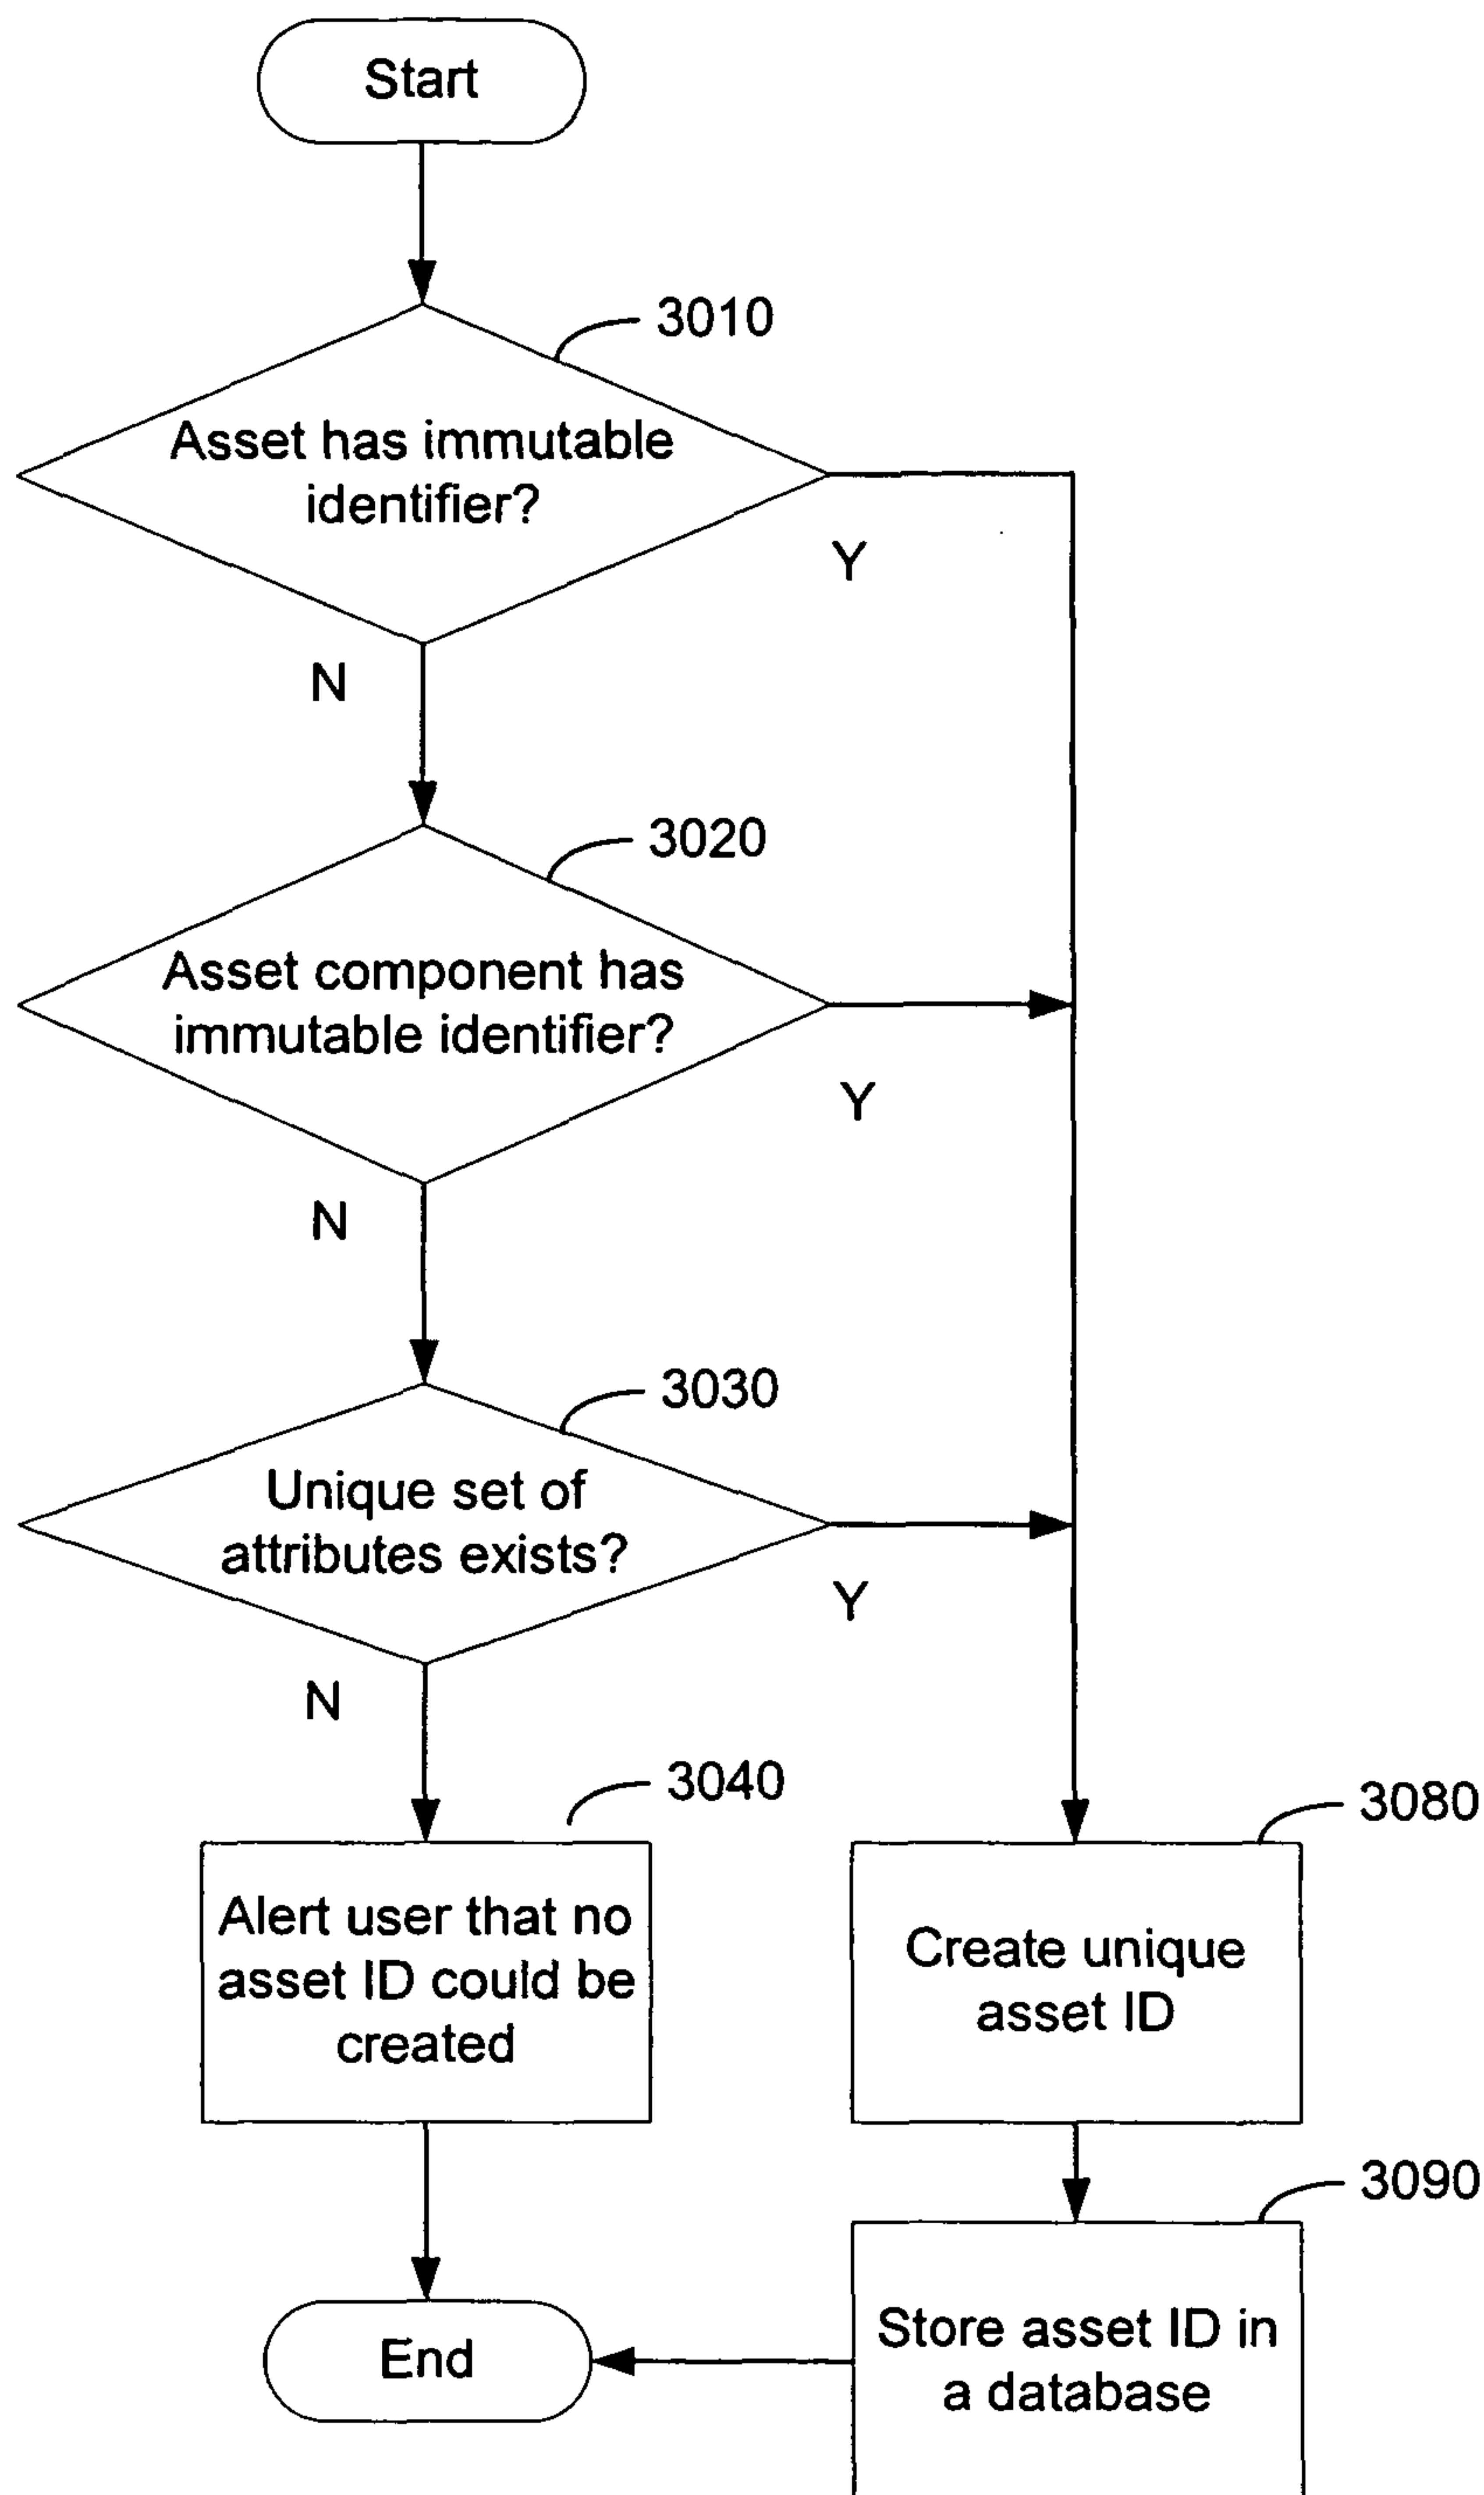 Start
3010
Asset has immutable
identifier?
Y
N
3020
Asset component has
immutable identifier?
Y
N
3030
Unique set of
attributes exists?
Y
N
3040
Alert user that no
asset ID could be
created
3080
Create unique
asset ID
3090
Store asset ID in
a database
End